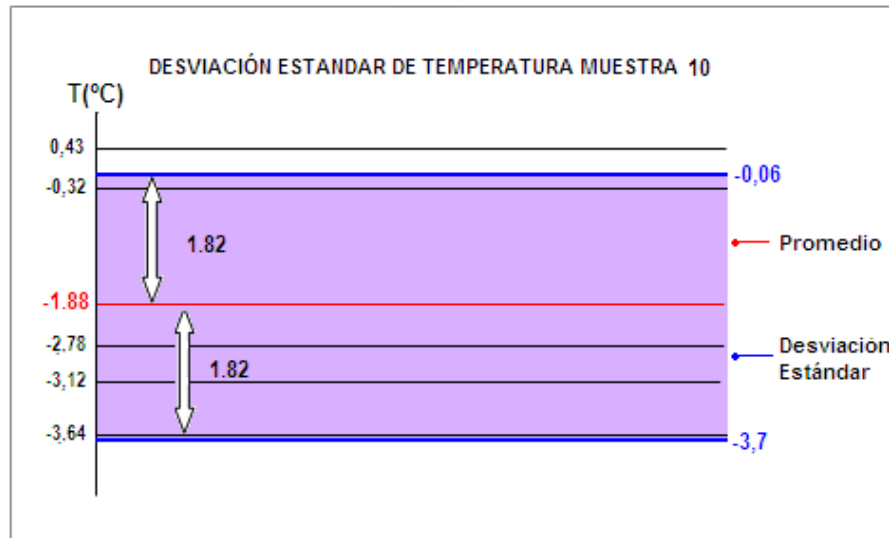 DESVIACIÓN ESTANDAR DE TEMPERATURA MUESTRA 10
T(ºC)
0,43
-0,06
-0,32
1.82
Promedio
-1.88
-2.78
Desviación
Estándar
1.82
-3,12
-3,64
-3,7